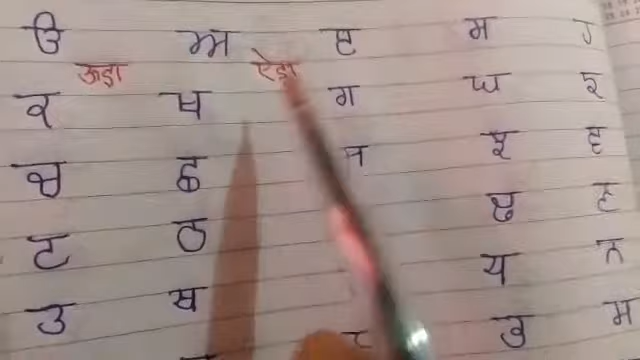 ੳ ਅ ੲ ਸ ਹ
ऊड़ा ऐड़ा
ਕ ਖ ਗ ਘ ਙ
ਚ ਛ ਜ ਝ ਞ
ਟ ਠ ਢ ਣ
ਤ ਥ ਧ ਨ
ਭ ਮ